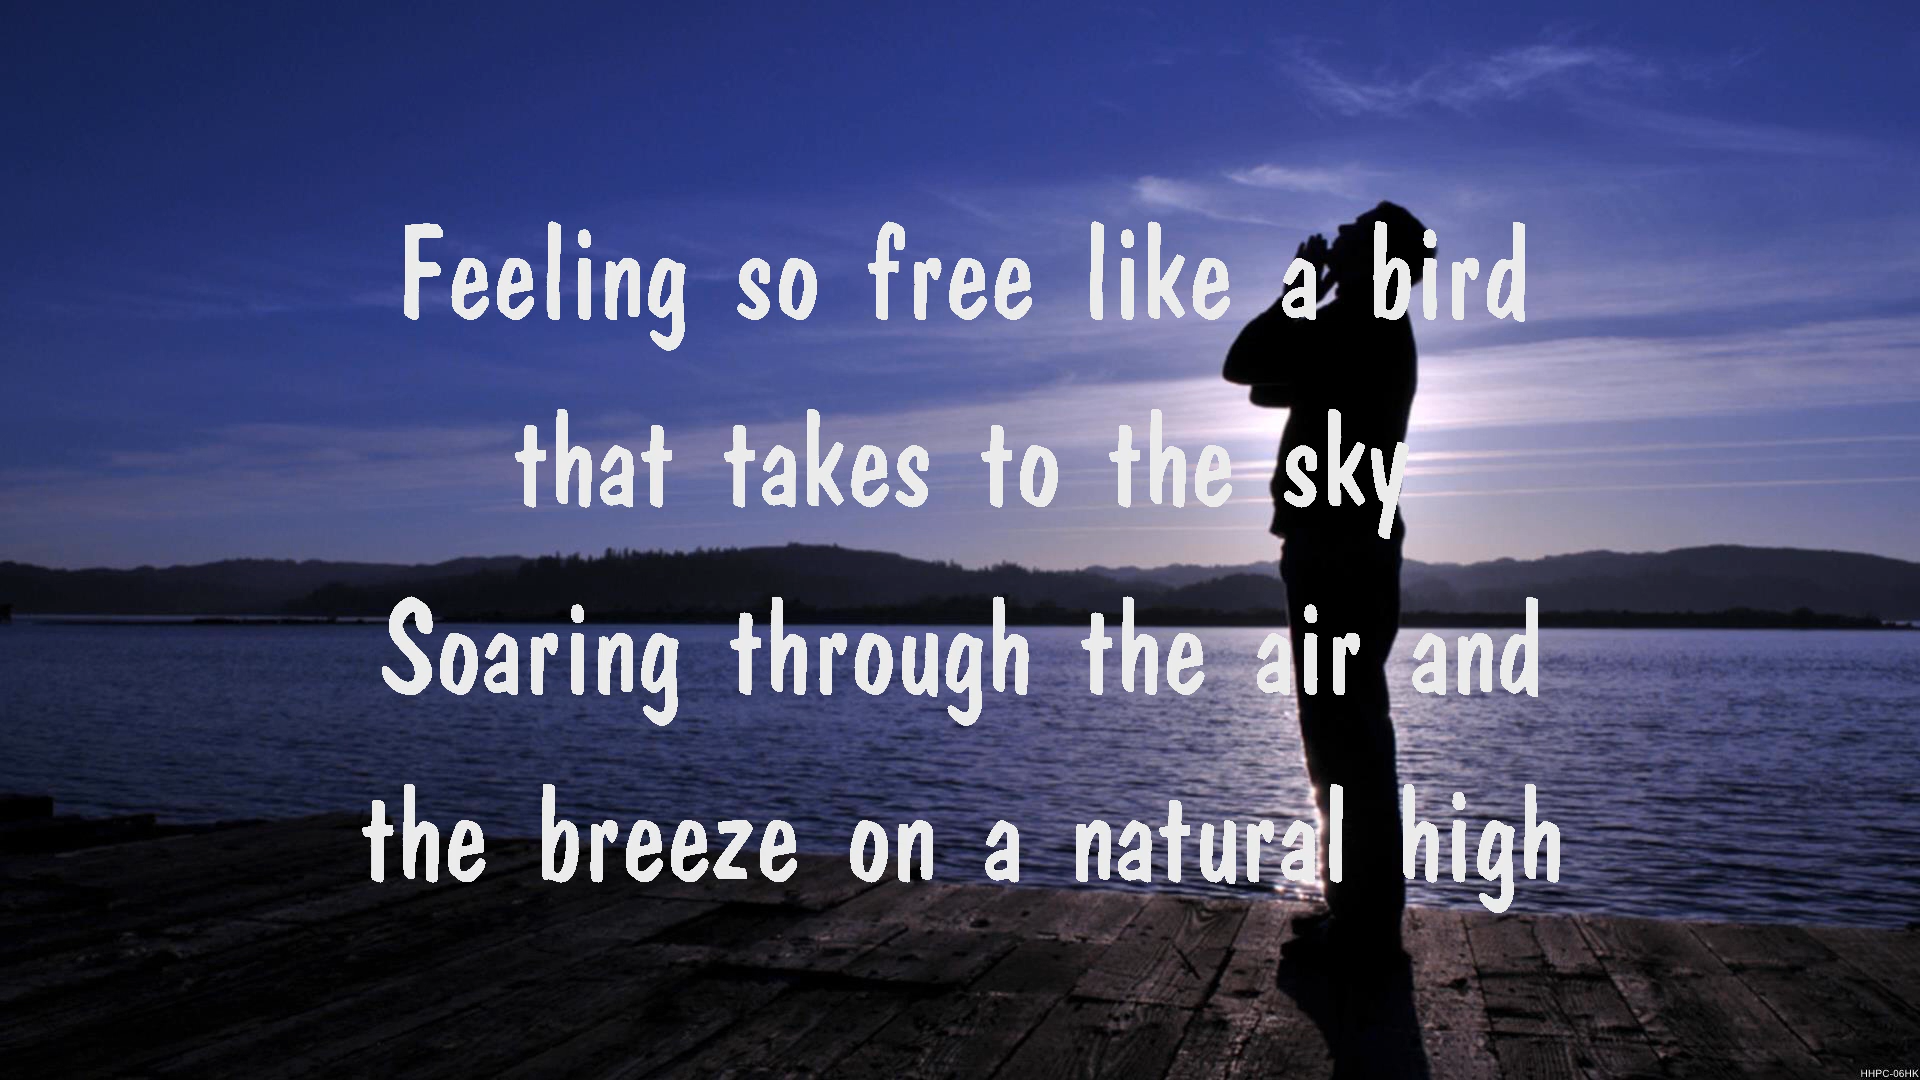 Feeling so free like a bird
that takes to the sky
Soaring through the air and
the breeze on a natural high
HHPC-06HK